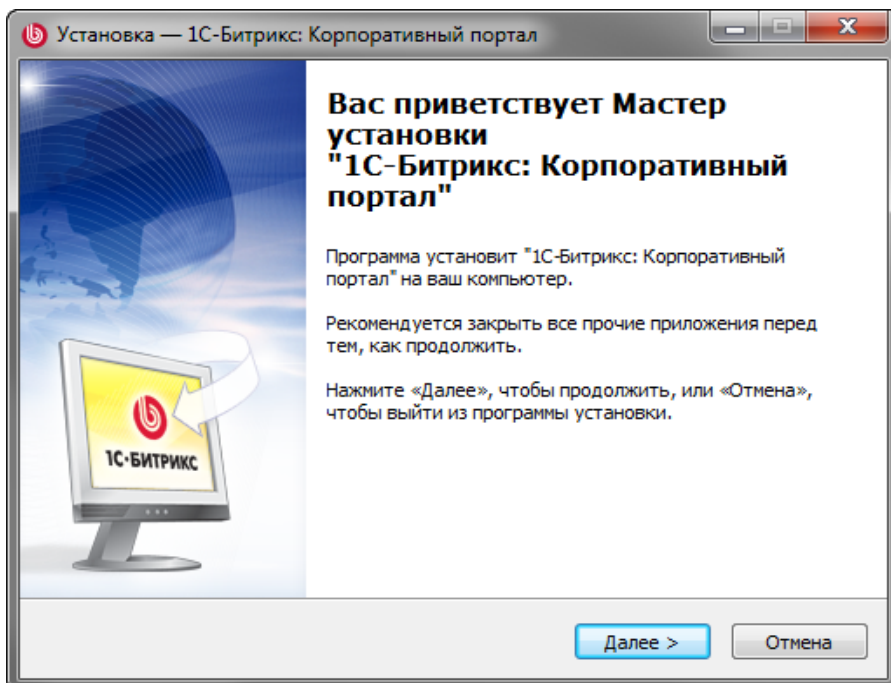 Установка — 1С-Битрикс: Корпоративный портал
Вас приветствует Мастер
установки
"1С-Битрикс: Корпоративный
портал"
Программа установит "1С-Битрикс: Корпоративный
портал" на ваш компьютер.
Рекомендуется закрыть все прочие приложения перед
тем, как продолжить.
Нажмите «Далее», чтобы продолжить, или «Отмена»,
чтобы выйти из программы установки.
1С·БИТРИКС
Далее >
Отмена